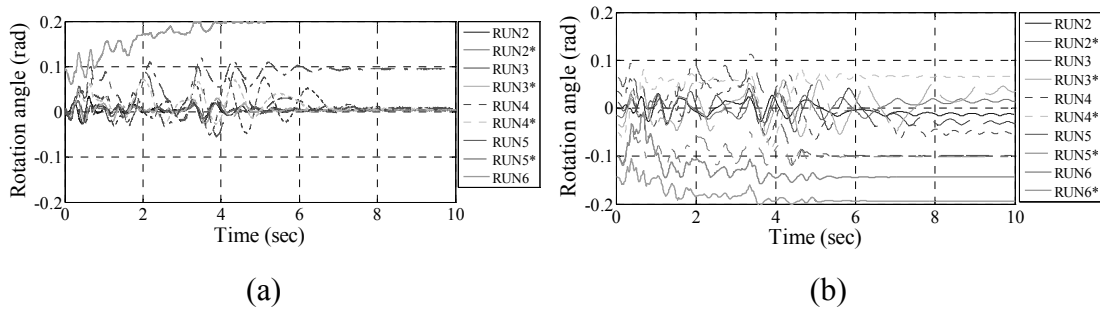 Rotation angle (rad)
0.2
0.1
0
-0.1
-0.2
0 2 4 6 8 10
Time (sec)
RUN2
RUN2*
RUN3
RUN3*
RUN4
RUN4*
RUN5
RUN5*
RUN6
(a)
Rotation angle (rad)
0.2
0.1
0
-0.1
-0.2
0 2 4 6 8 10
Time (sec)
RUN2
RUN2*
RUN3
RUN3*
RUN4
RUN4*
RUN5
RUN5*
RUN6
RUN6*
(b)